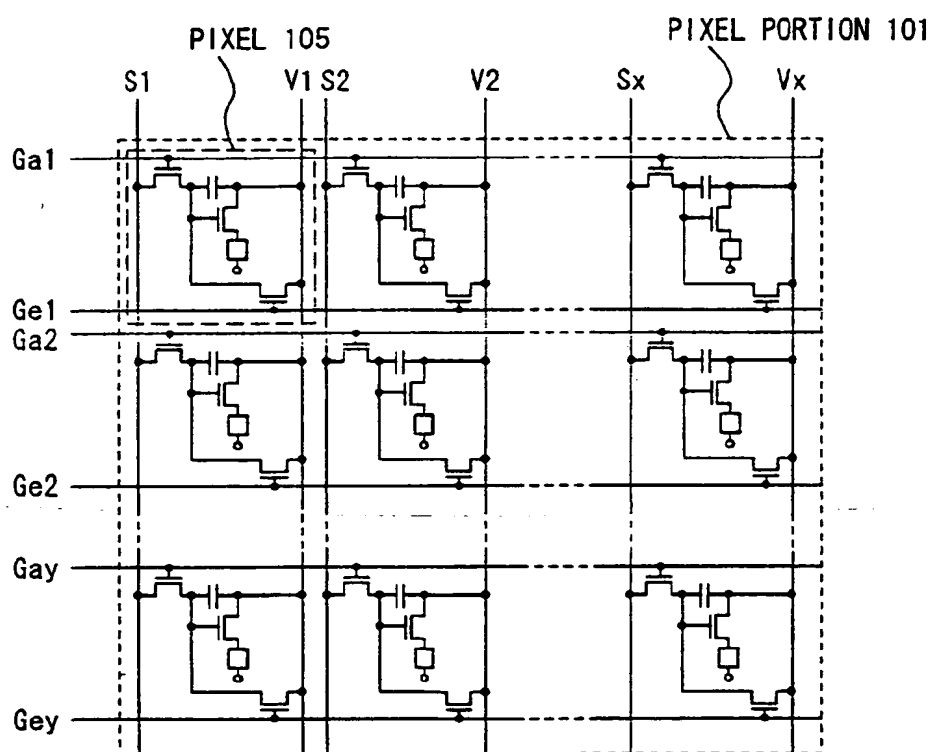 PIXEL 105
PIXEL PORTION 101
S1 V1 S2 V2 Sx Vx
Ga1
Ge1
Ga2
Ge2
Gay
Gey